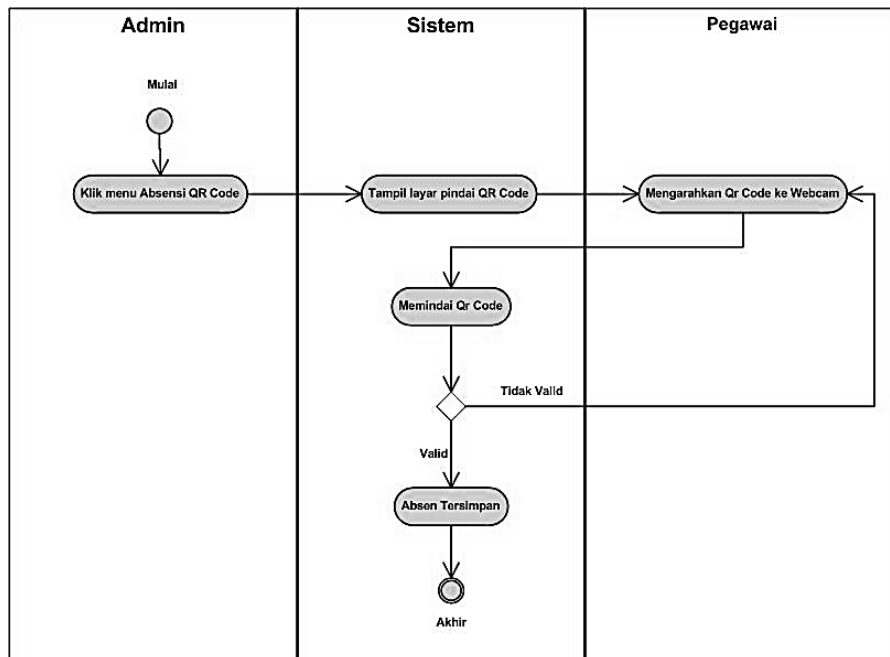 Admin
Sistem
Pegawai
Mulai
Klik menu Absensi QR Code
Tampil layar pindai QR Code
Mengarahkan Qr Code ke Webcam
Memindai Qr Code
Tidak Valid
Valid
Absen Tersimpan
Akhir